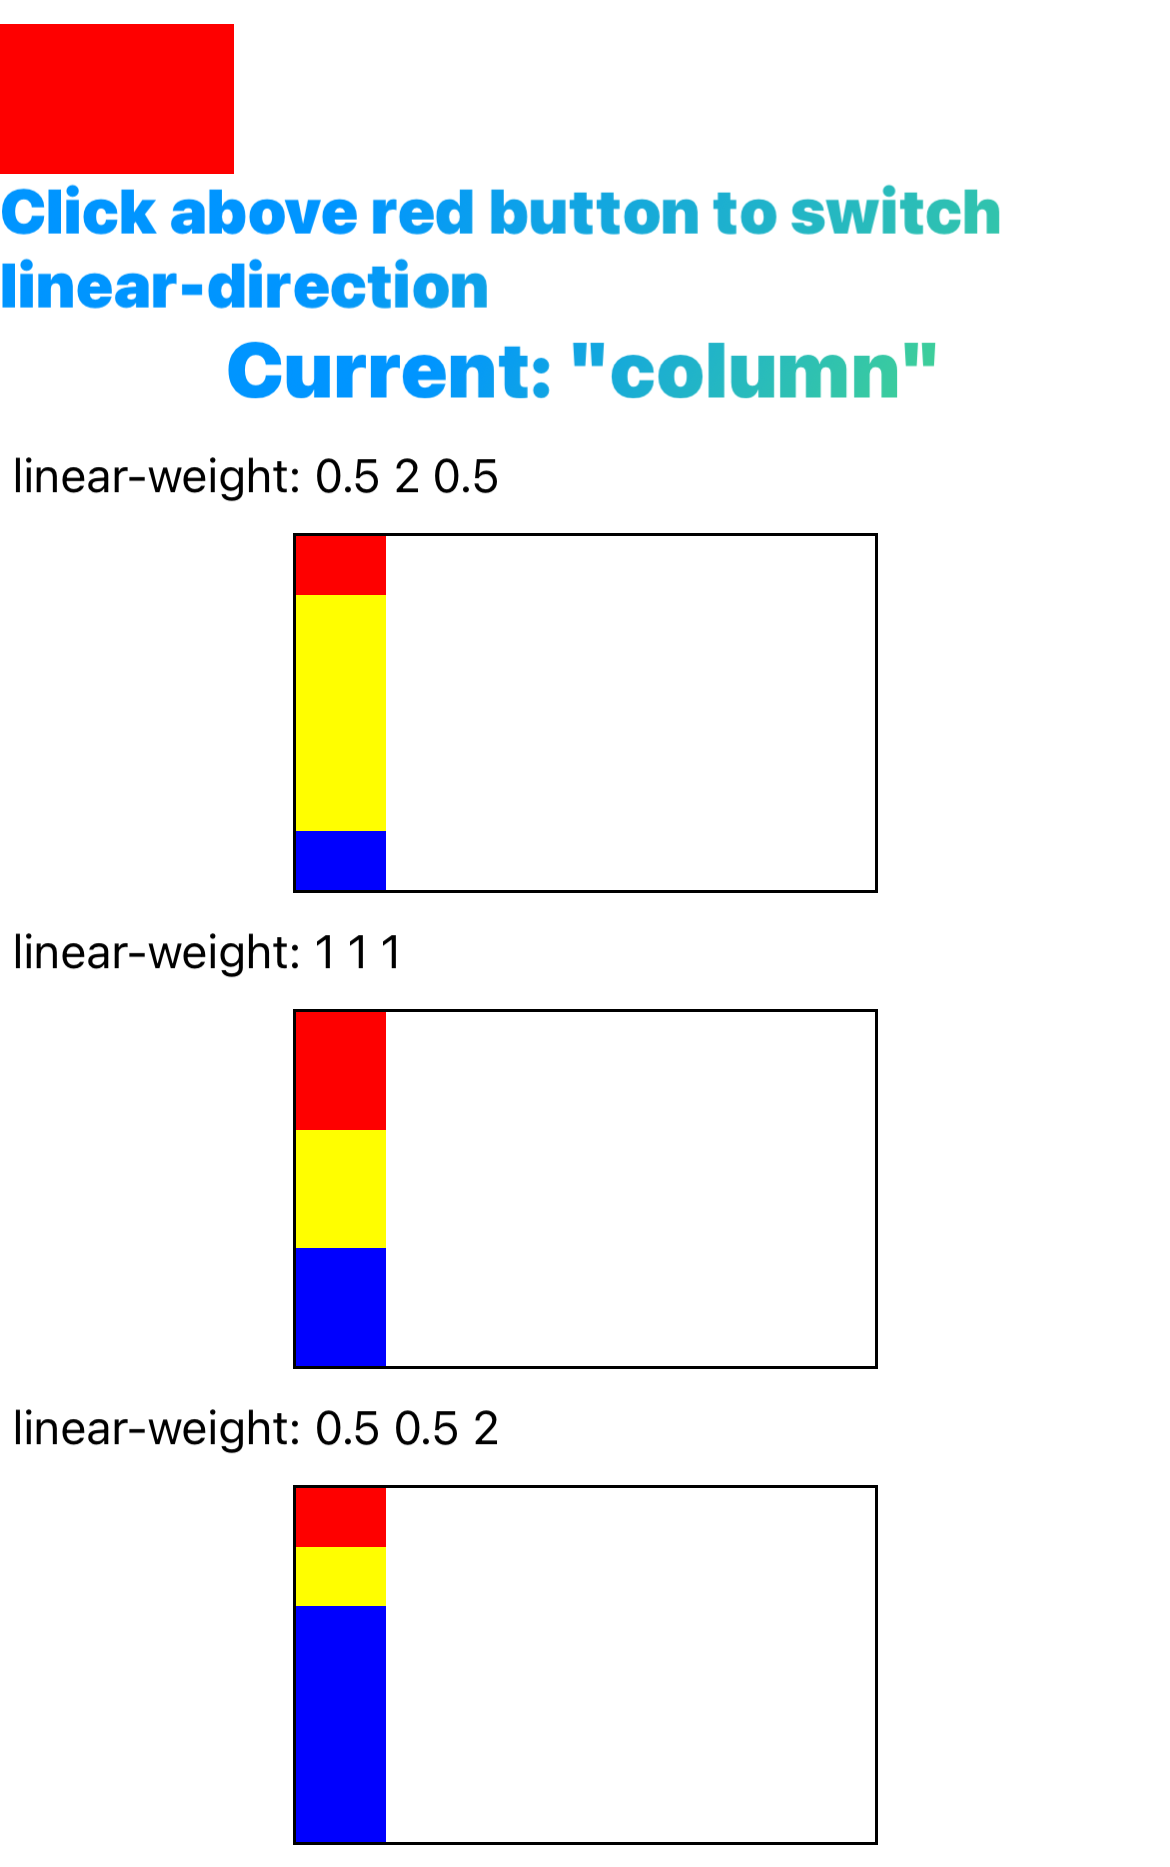 Click above red button to switch
linear-direction
Current: "column"
linear-weight: 0.5 2 0.5
linear-weight: 1 1 1
linear-weight: 0.5 0.5 2